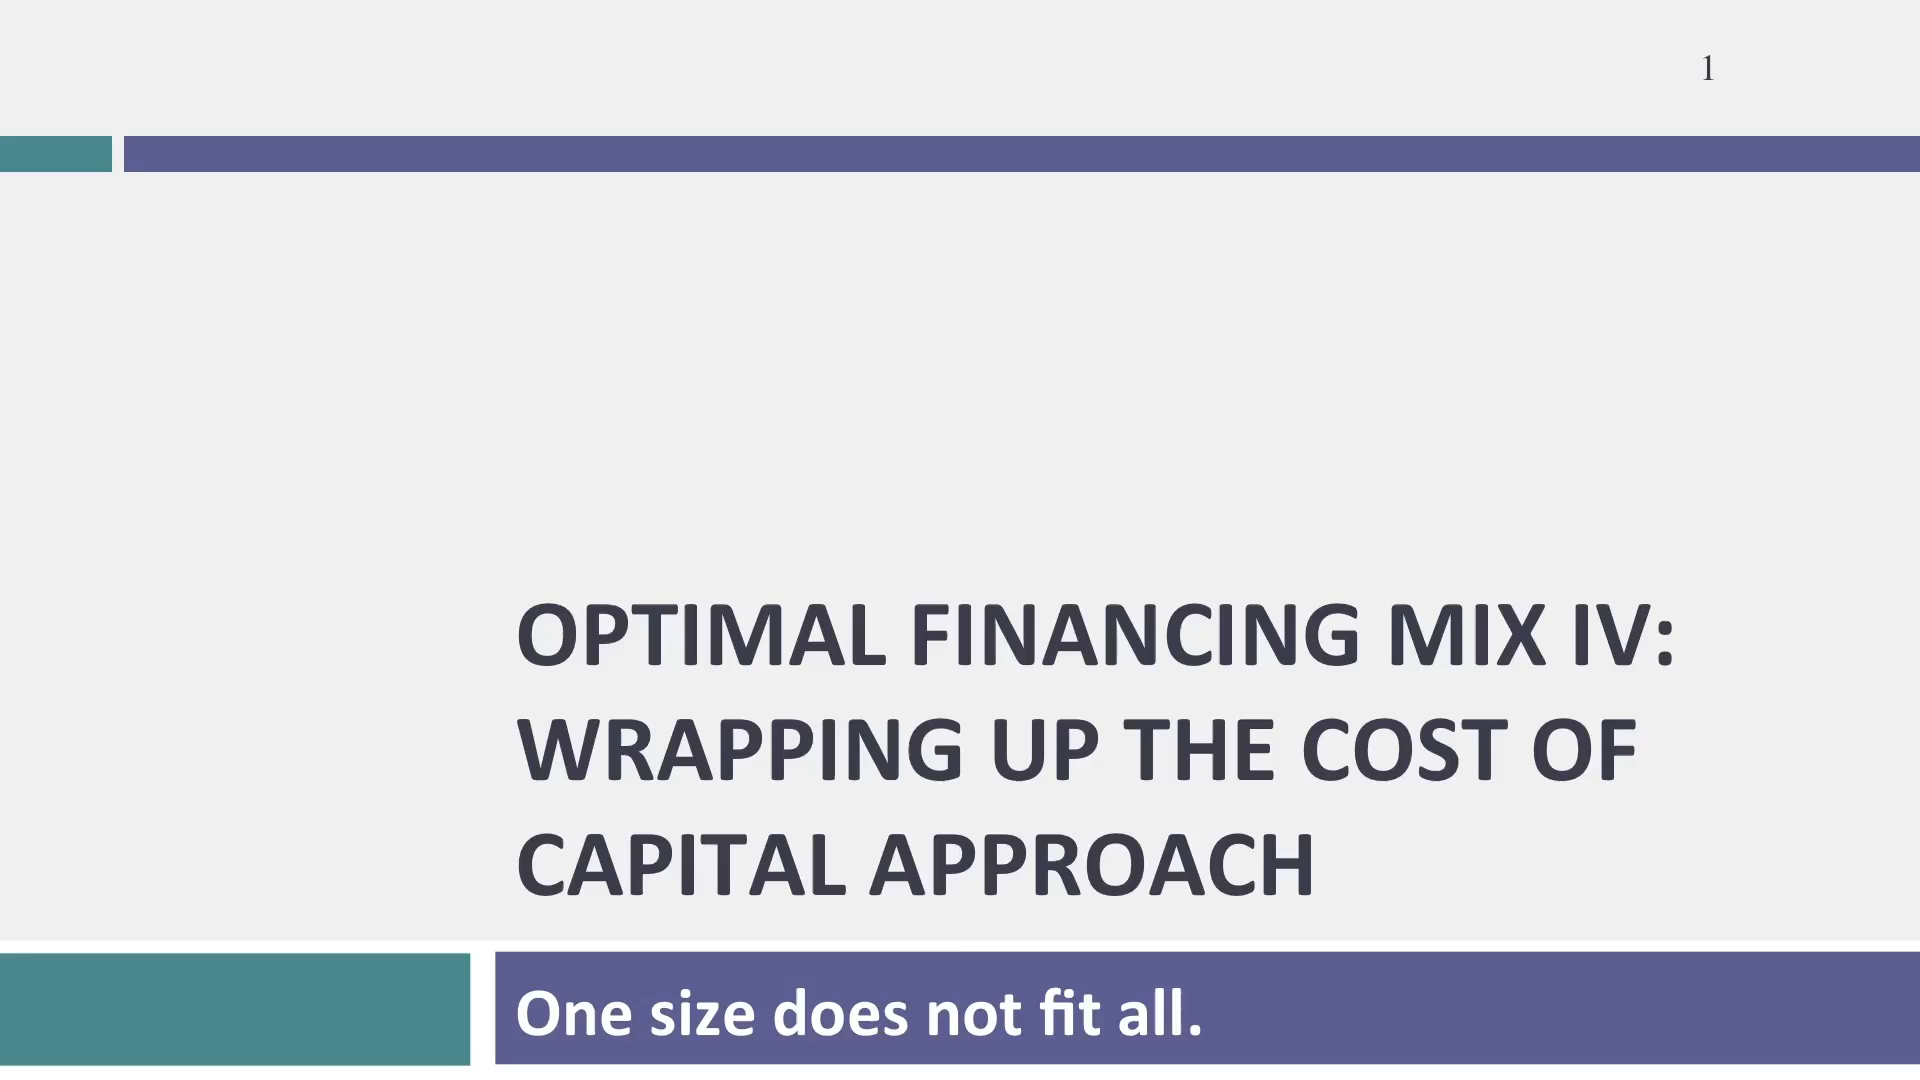 1
OPTIMAL FINANCING MIX IV:
WRAPPING UP THE COST OF
CAPITAL APPROACH
One size does not fit all.